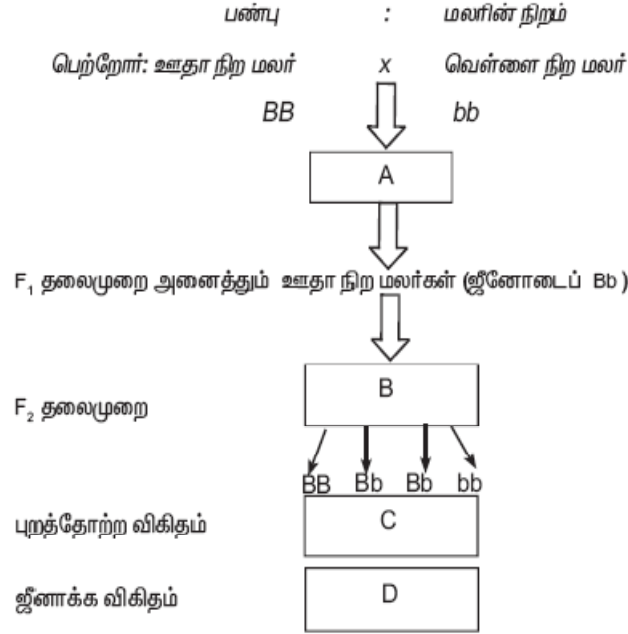 பண்பு : மலரின் நிறம்
பெற்றோர்: ஊதா நிற மலர் x வெள்ளை நிற மலர்
BB bb
A
F₁ தலைமுறை அனைத்தும் ஊதா நிற மலர்கள் (ஜீனோடைப் Bb )
B
F₂ தலைமுறை
BB Bb Bb bb
புறத்தோற்ற விகிதம் C
ஜீனாக்க விகிதம் D